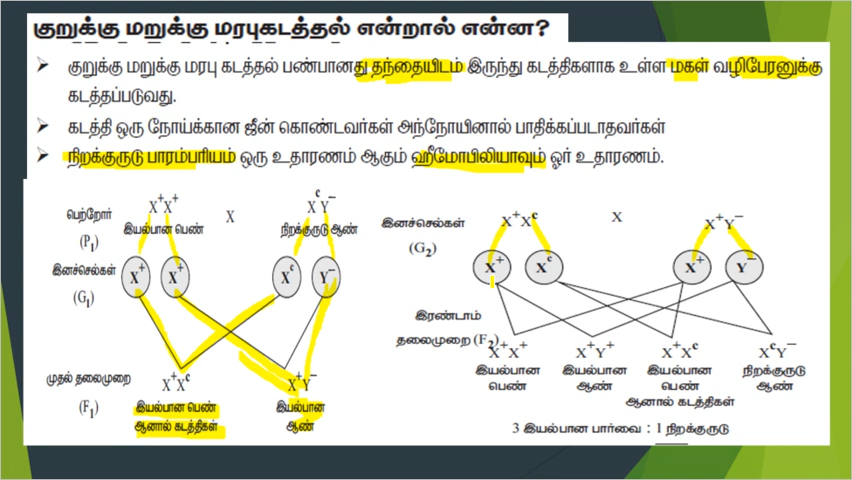 குறுக்கு மறுக்கு மரபுகடத்தல் என்றால் என்ன?
➢ குறுக்கு மறுக்கு மரபு கடத்தல் பண்பானது தந்தையிடம் இருந்து கடத்திகளாக உள்ள மகள் வழிபேரனுக்கு
கடத்தப்படுவது.
➢ கடத்தி ஒரு நோய்க்கான ஜீன் கொண்டவர்கள் அந்நோயினால் பாதிக்கப்படாதவர்கள்
➢ நிறக்குருடு பாரம்பரியம் ஒரு உதாரணம் ஆகும் ஹீமோபிலியாவும் ஓர் உதாரணம்.
பெற்றோர்
(P₁)
X⁺X⁺
இயல்பான பெண்
X
XᶜY⁻
நிறக்குருடு ஆண்
இனச்செல்கள்
(G₁)
X⁺ X⁺ Xᶜ Y⁻
முதல் தலைமுறை
(F₁)
X⁺Xᶜ
இயல்பான பெண்
ஆனால் கடத்திகள்
X⁺Y⁻
இயல்பான
ஆண்
இனச்செல்கள்
(G₂)
X⁺Xᶜ X X⁺Y⁻
X⁺ Xᶜ X⁺ Y⁻
இரண்டாம்
தலைமுறை (F₂)
X⁺X⁺
இயல்பான
பெண்
X⁺Y⁺
இயல்பான
ஆண்
X⁺Xᶜ
இயல்பான
பெண்
ஆனால் கடத்திகள்
XᶜY⁻
நிறக்குருடு
ஆண்
3 இயல்பான பார்வை : 1 நிறக்குருடு